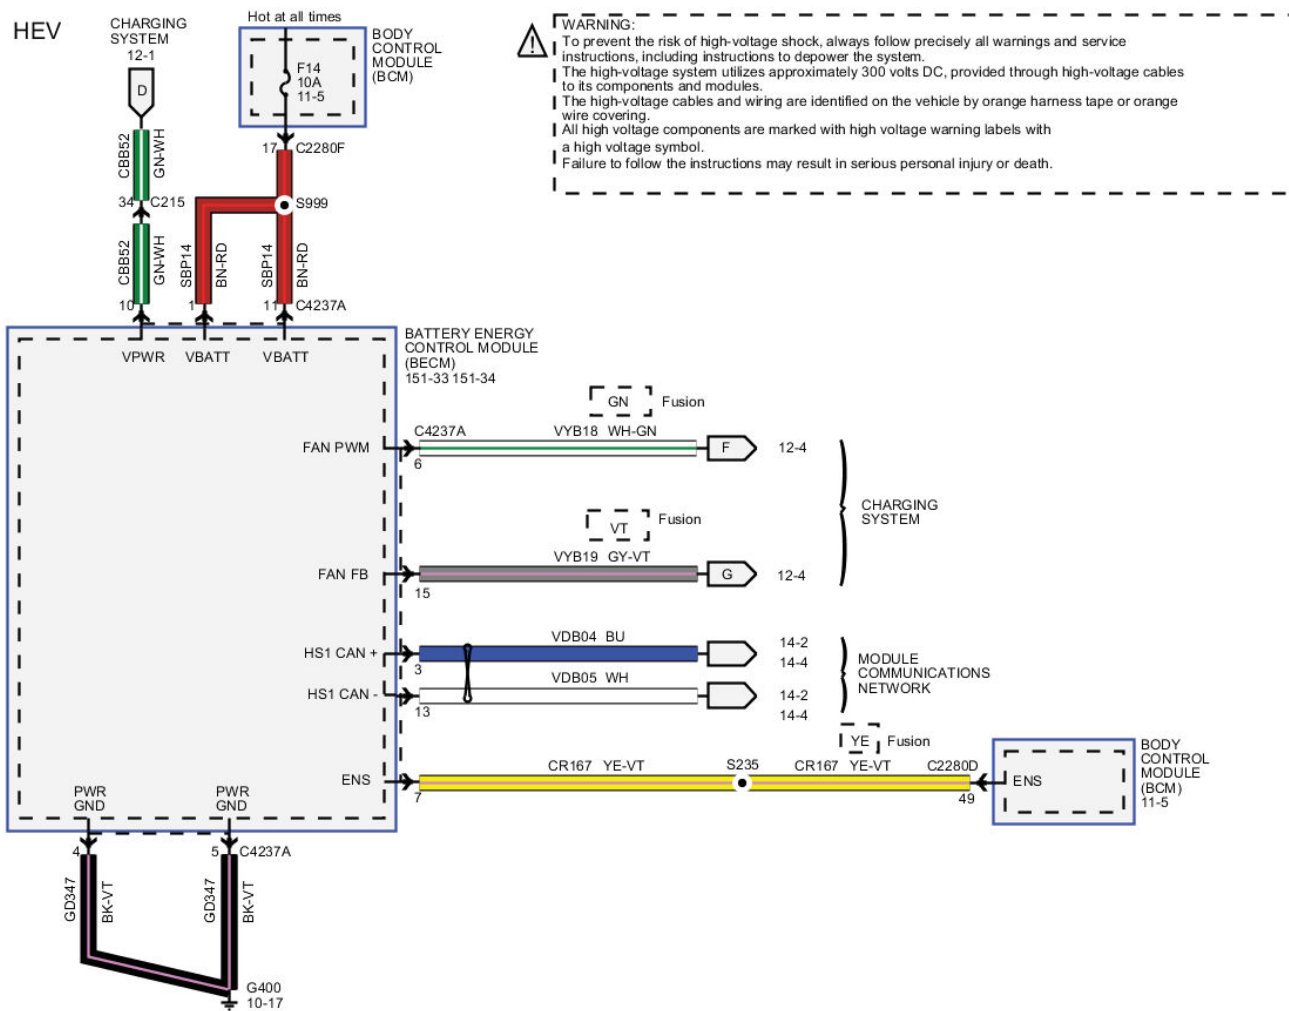 HEV
CHARGING
SYSTEM
12-1
D
CBB52
GN-WH
34 C215
CBB52
GN-WH
10
Hot at all times
F14
10A
11-5
BODY
CONTROL
MODULE
(BCM)
17 C2280F
S999
SBP14
BN-RD
SBP14
BN-RD
1
11 C4237A
WARNING:
To prevent the risk of high-voltage shock, always follow precisely all warnings and service
instructions, including instructions to depower the system.
The high-voltage system utilizes approximately 300 volts DC, provided through high-voltage cables
to its components and modules.
The high-voltage cables and wiring are identified on the vehicle by orange harness tape or orange
wire covering.
All high voltage components are marked with high voltage warning labels with
a high voltage symbol.
Failure to follow the instructions may result in serious personal injury or death.
VPWR VBATT VBATT
BATTERY ENERGY
CONTROL MODULE
(BECM)
151-33 151-34
GN Fusion
FAN PWM
C4237A
6
VYB18 WH-GN
F
12-4
VT Fusion
FAN FB
15
VYB19 GY-VT
G
12-4
CHARGING
SYSTEM
HS1 CAN +
3
VDB04 BU
14-2
14-4
HS1 CAN -
13
VDB05 WH
14-2
14-4
MODULE
COMMUNICATIONS
NETWORK
YE Fusion
ENS
7
CR167 YE-VT
S235
CR167 YE-VT
C2280D
49
ENS
BODY
CONTROL
MODULE
(BCM)
11-5
PWR
GND
PWR
GND
4
5 C4237A
GD347
BK-VT
GD347
BK-VT
G400
10-17